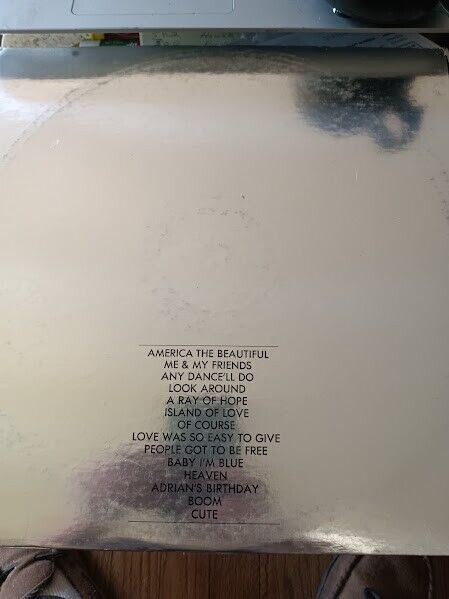 AMERICA THE BEAUTIFUL
ME & MY FRIENDS
ANY DANCE'LL DO
LOOK AROUND
A RAY OF HOPE
ISLAND OF LOVE
OF COURSE
LOVE WAS SO EASY TO GIVE
PEOPLE GOT TO BE FREE
BABY I'M BLUE
HEAVEN
ADRIAN'S BIRTHDAY
BOOM
CUTE